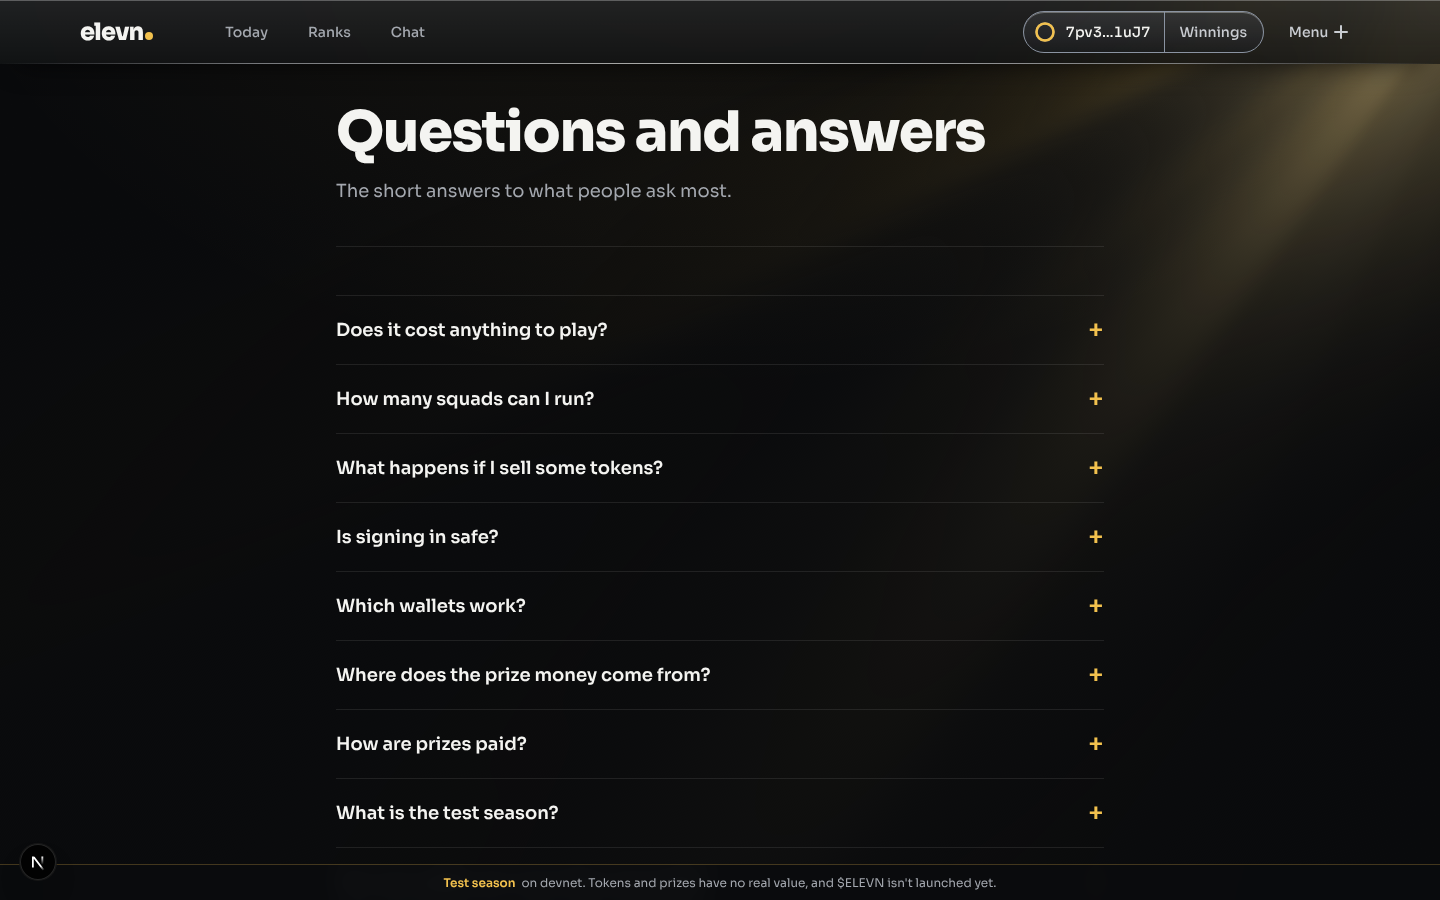 elevn.
Today
Ranks
Chat
7pv3...1uJ7
Winnings
Menu +
Questions and answers
The short answers to what people ask most.
Does it cost anything to play? +
How many squads can I run? +
What happens if I sell some tokens? +
Is signing in safe? +
Which wallets work? +
Where does the prize money come from? +
How are prizes paid? +
What is the test season? +
N
Test season on devnet. Tokens and prizes have no real value, and $ELEVN isn't launched yet.